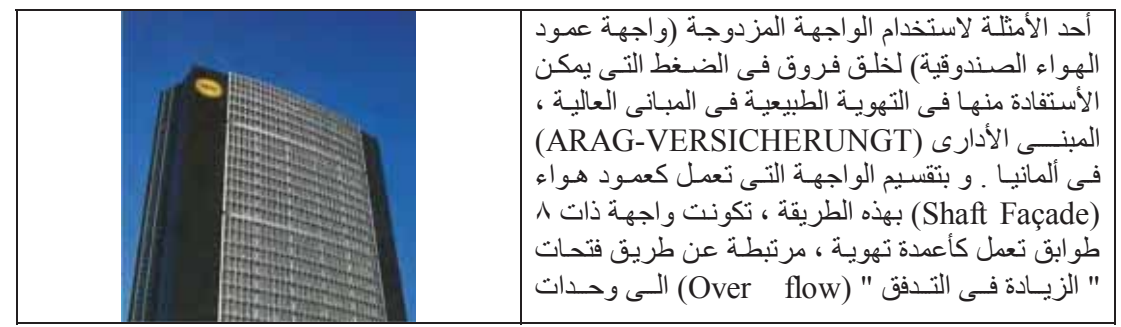 أحد الأمثلة لاستخدام الواجهة المزدوجة (واجهة عمود
الهواء الصندوقية) لخلق فروق فى الضغط التى يمكن
الأستفادة منها فى التهوية الطبيعية فى المبانى العالية ،
المبنى الأدارى (ARAG-VERSICHERUNGT)
فى ألمانيا . و بتقسيم الواجهة التى تعمل كعمود هواء
(Shaft Façade) بهذه الطريقة ، تكونت واجهة ذات ٨
طوابق تعمل كأعمدة تهوية ، مرتبطة عن طريق فتحات
" الزيادة فى التدفق " (Over flow) الى وحدات